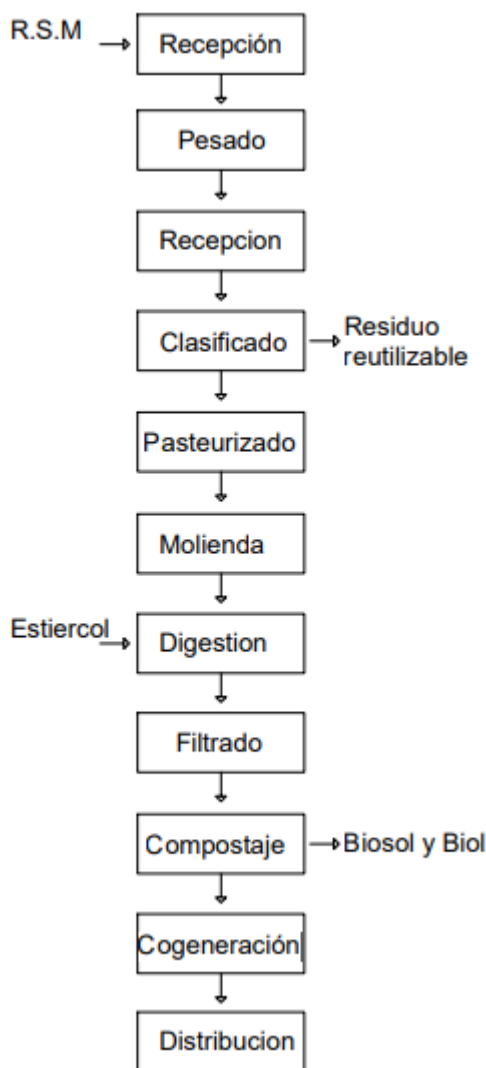 R.S.M
Recepción
Pesado
Recepcion
Clasificado
Residuo
reutilizable
Pasteurizado
Molienda
Estiercol
Digestion
Filtrado
Compostaje
Biosol y Biol
Cogeneración
Distribucion